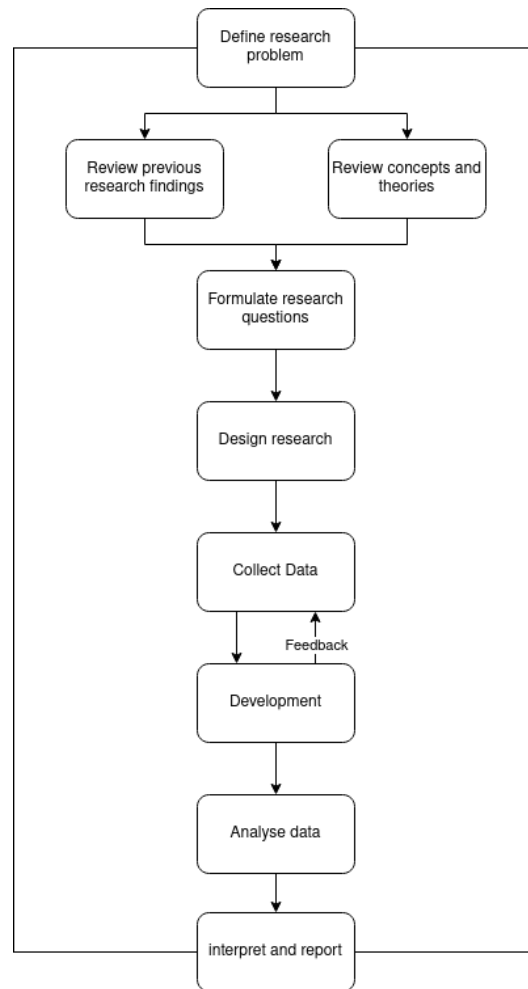 Define research
problem
Review previous
research findings
Review concepts and
theories
Formulate research
questions
Design research
Collect Data
Feedback
Development
Analyse data
interpret and report